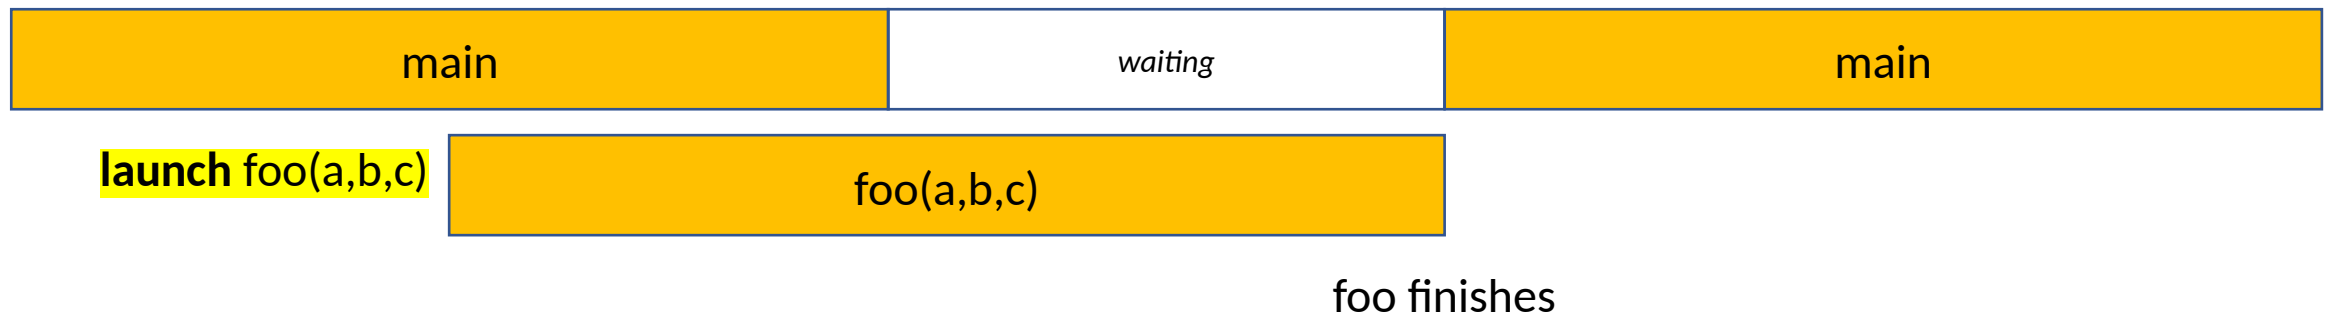 main
waiting
main
launch foo(a,b,c)
foo(a,b,c)
foo finishes